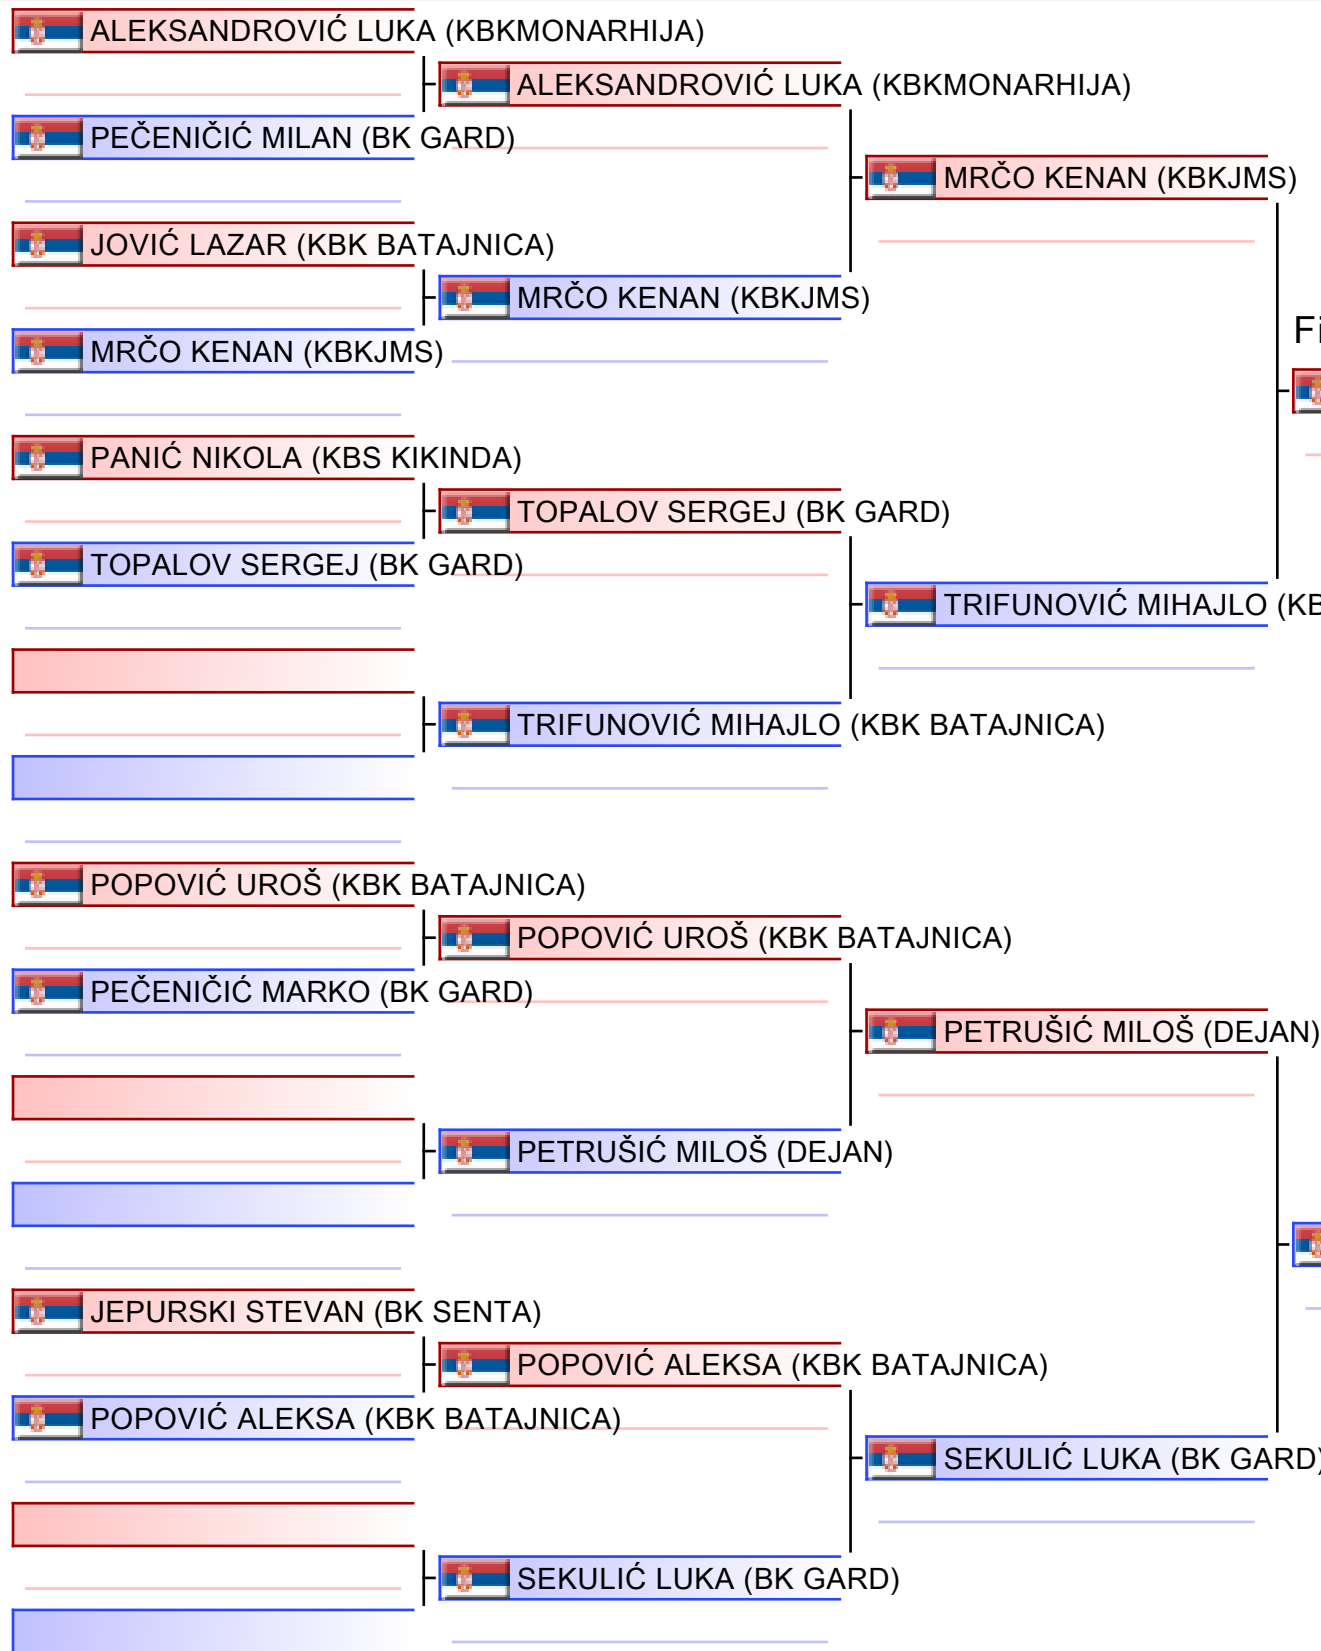 ALEKSANDROVIĆ LUKA (KBKMONARHIJA)
PEČENIČIĆ MILAN (BK GARD)
JOVIĆ LAZAR (KBK BATAJNICA)
MRČO KENAN (KBKJMS)
PANIĆ NIKOLA (KBS KIKINDA)
TOPALOV SERGEJ (BK GARD)
POPOVIĆ UROŠ (KBK BATAJNICA)
PEČENIČIĆ MARKO (BK GARD)
JEPURSKI STEVAN (BK SENTA)
POPOVIĆ ALEKSA (KBK BATAJNICA)
ALEKSANDROVIĆ LUKA (KBKMONARHIJA)
MRČO KENAN (KBKJMS)
TOPALOV SERGEJ (BK GARD)
TRIFUNOVIĆ MIHAJLO (KBK BATAJNICA)
POPOVIĆ UROŠ (KBK BATAJNICA)
PETRUŠIĆ MILOŠ (DEJAN)
POPOVIĆ ALEKSA (KBK BATAJNICA)
SEKULIĆ LUKA (BK GARD)
MRČO KENAN (KBKJMS)
TRIFUNOVIĆ MIHAJLO
PETRUŠIĆ MILOŠ (DEJAN)
SEKULIĆ LUKA (BK GARD)